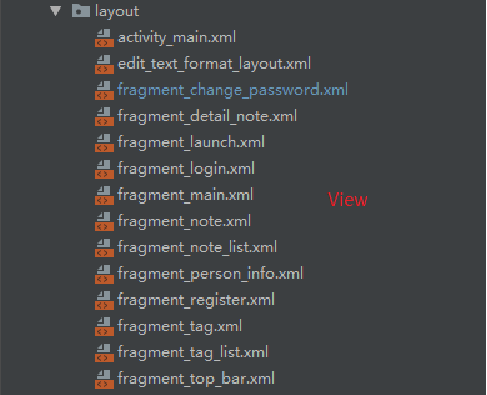 layout
activity_main.xml
edit_text_format_layout.xml
fragment_change_password.xml
fragment_detail_note.xml
fragment_launch.xml
fragment_login.xml
fragment_main.xml
View
fragment_note.xml
fragment_note_list.xml
fragment_person_info.xml
fragment_register.xml
fragment_tag.xml
fragment_tag_list.xml
fragment_top_bar.xml